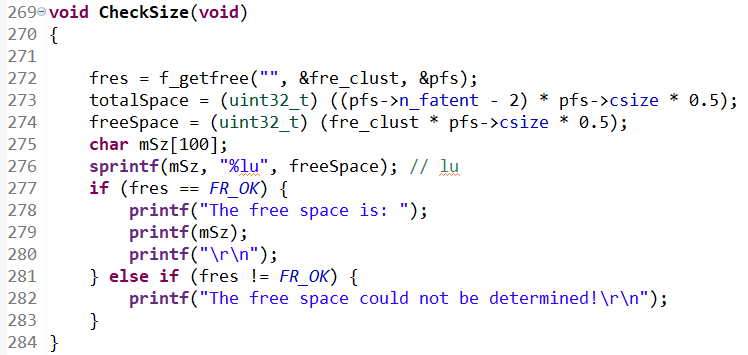 269 void CheckSize(void)
270 {
271
272     fres = f_getfree("", &fre_clust, &pfs);
273     totalSpace = (uint32_t) ((pfs->n_fatent - 2) * pfs->csize * 0.5);
274     freeSpace = (uint32_t) (fre_clust * pfs->csize * 0.5);
275     char mSz[100];
276     sprintf(mSz, "%lu", freeSpace); // lu
277     if (fres == FR_OK) {
278         printf("The free space is: ");
279         printf(mSz);
280         printf("\r\n");
281     } else if (fres != FR_OK) {
282         printf("The free space could not be determined!\r\n");
283     }
284 }